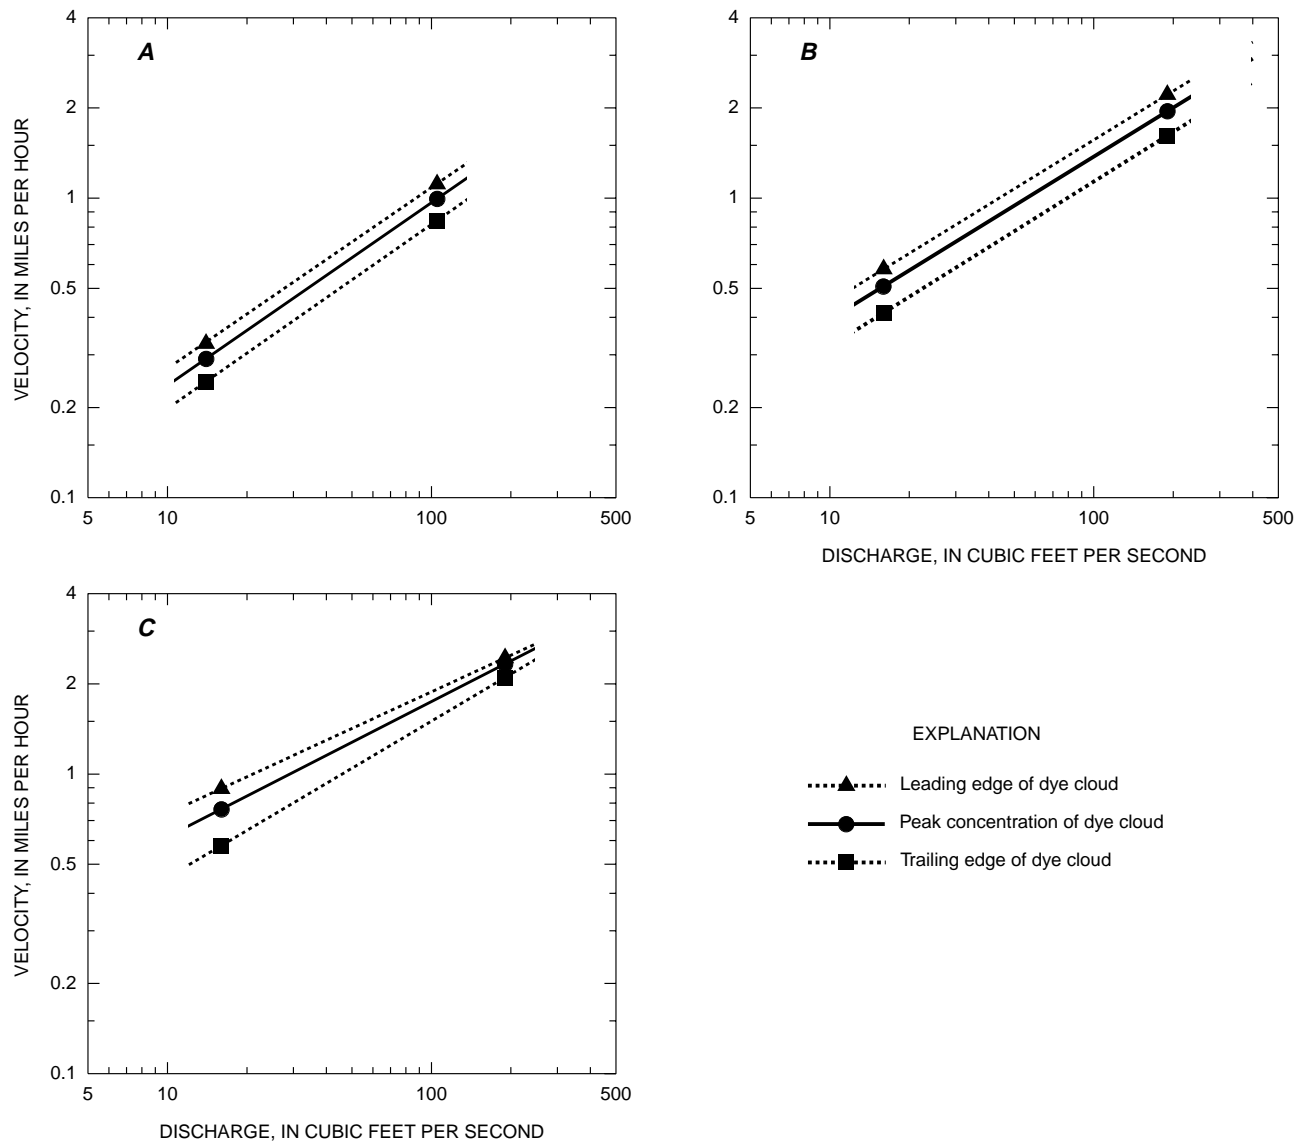 A
4
2
1
0.5
0.2
0.1
5
10
100
500
VELOCITY, IN MILES PER HOUR
B
4
2
1
0.5
0.2
0.1
5
10
100
500
DISCHARGE, IN CUBIC FEET PER SECOND
C
4
2
1
0.5
0.2
0.1
5
10
100
500
VELOCITY, IN MILES PER HOUR
DISCHARGE, IN CUBIC FEET PER SECOND
EXPLANATION
Leading edge of dye cloud
Peak concentration of dye cloud
Trailing edge of dye cloud